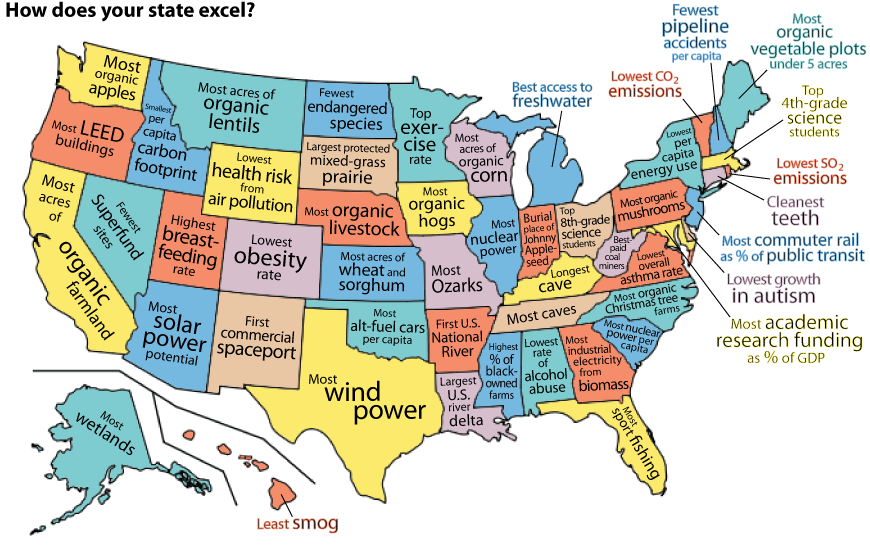 How does your state excel?
Most
organic
apples
Most LEED
buildings
Most
acres
of
organic
farmland
Fewest
Superfund
sites
Smallest
per
capita
carbon
footprint
Most acres of
organic
lentils
Lowest
health risk
from
air pollution
Highest
breast-
feeding
rate
Lowest
obesity
rate
Most
solar
power
potential
First
commercial
spaceport
Fewest
endangered
species
Largest protected
mixed-grass
prairie
Most organic
livestock
Most acres of
wheat and
sorghum
Most
alt-fuel cars
per capita
Most
wind
power
Top
exer-
cise
rate
Most
organic
hogs
Most
Ozarks
First U.S.
National
River
Largest
U.S.
river
delta
Most
acres of
organic
corn
Most
nuclear
power
Best access to
freshwater
Burial
place of
Johnny
Apple-
seed
Top
8th-grade
science
students
Longest
cave
Most caves
Highest
% of
black-
owned
farms
Lowest
rate
of
alcohol
abuse
Most
industrial
electricity
from
biomass
Most
sport fishing
Most nuclear
power per
capita
Most organic
Christmas tree
farms
Lowest
overall
asthma rate
Best-
paid
coal
miners
Most organic
mushrooms
Lowest
per
capita
energy use
Lowest CO2
emissions
Fewest
pipeline
accidents
per capita
Most
organic
vegetable plots
under 5 acres
Top
4th-grade
science
students
Lowest SO2
emissions
Cleanest
teeth
Most commuter rail
as % of public transit
Lowest growth
in autism
Most academic
research funding
as % of GDP
Most
wetlands
Least smog